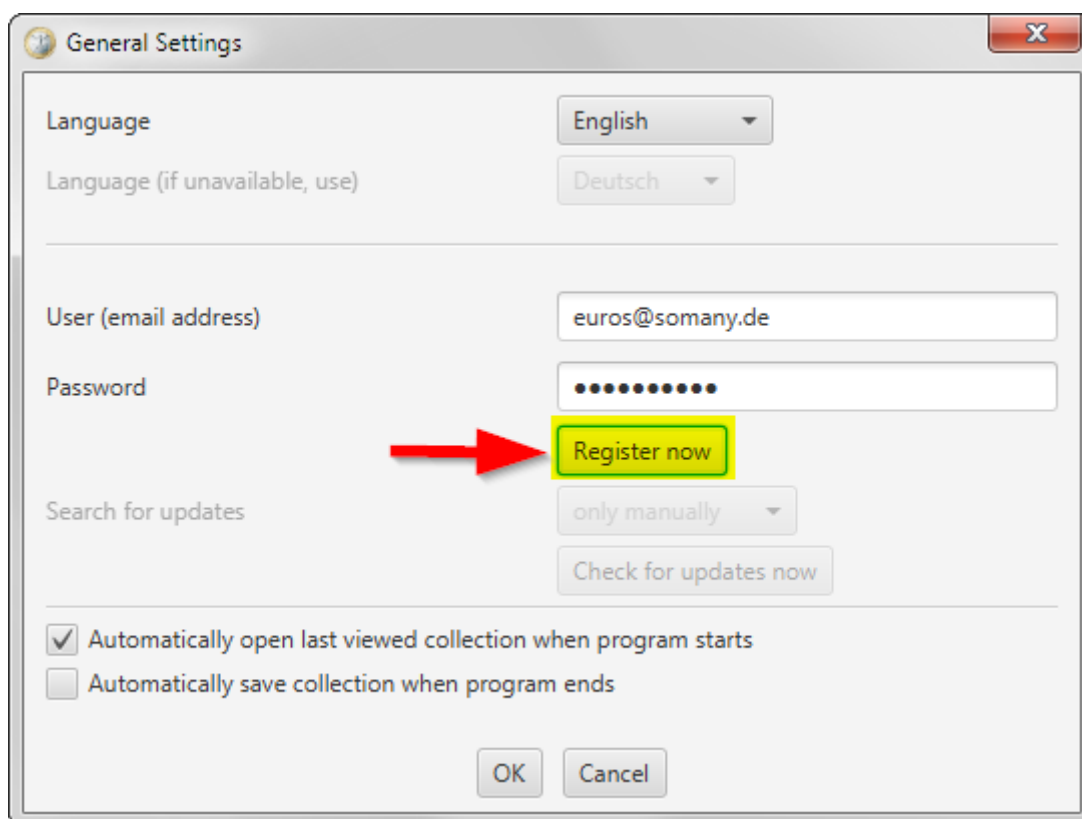 General Settings
Language English
Language (if unavailable, use) Deutsch
User (email address) euros@somany.de
Password ●●●●●●●●●●
Register now
Search for updates only manually
Check for updates now
Automatically open last viewed collection when program starts
Automatically save collection when program ends
OK Cancel